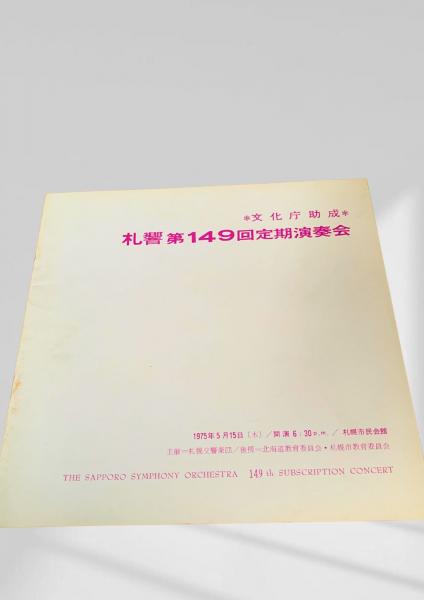 *文化庁助成*
札響第149回定期演奏会
1975年5月15日（木）／開演6：30p.m.／札幌市民会館
主催＝札幌交響楽団／後援＝北海道教育委員会・札幌市教育委員会
THE SAPPORO SYMPHONY ORCHESTRA 149th SUBSCRIPTION CONCERT